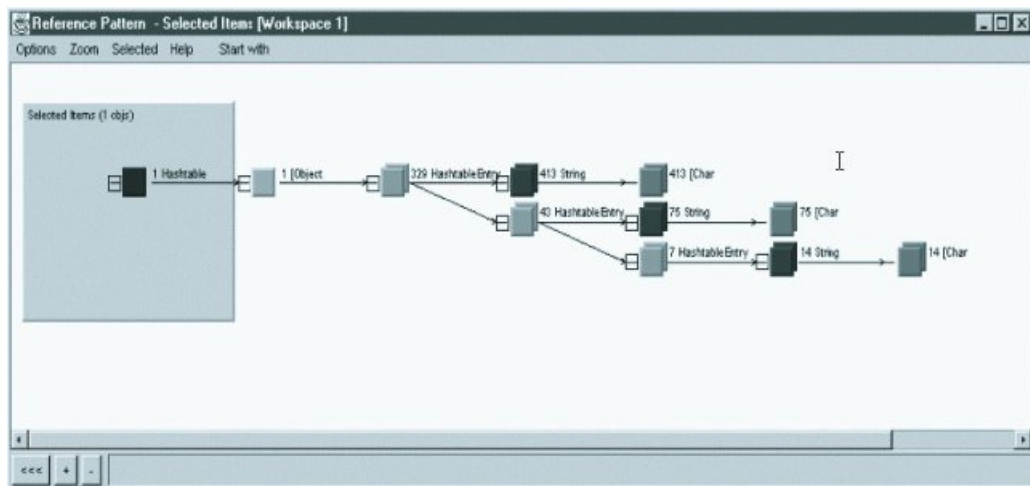 Reference Pattern - Selected Item: [Workspace 1]
Options Zoom Selected Help Start with
Selected Items (1 objs)
1 Hashtable
1 [Object
329 HashtableEntry
413 String
413 [Char
43 HashtableEntry
75 String
75 [Char
7 HashtableEntry
14 String
14 [Char
<<< + -